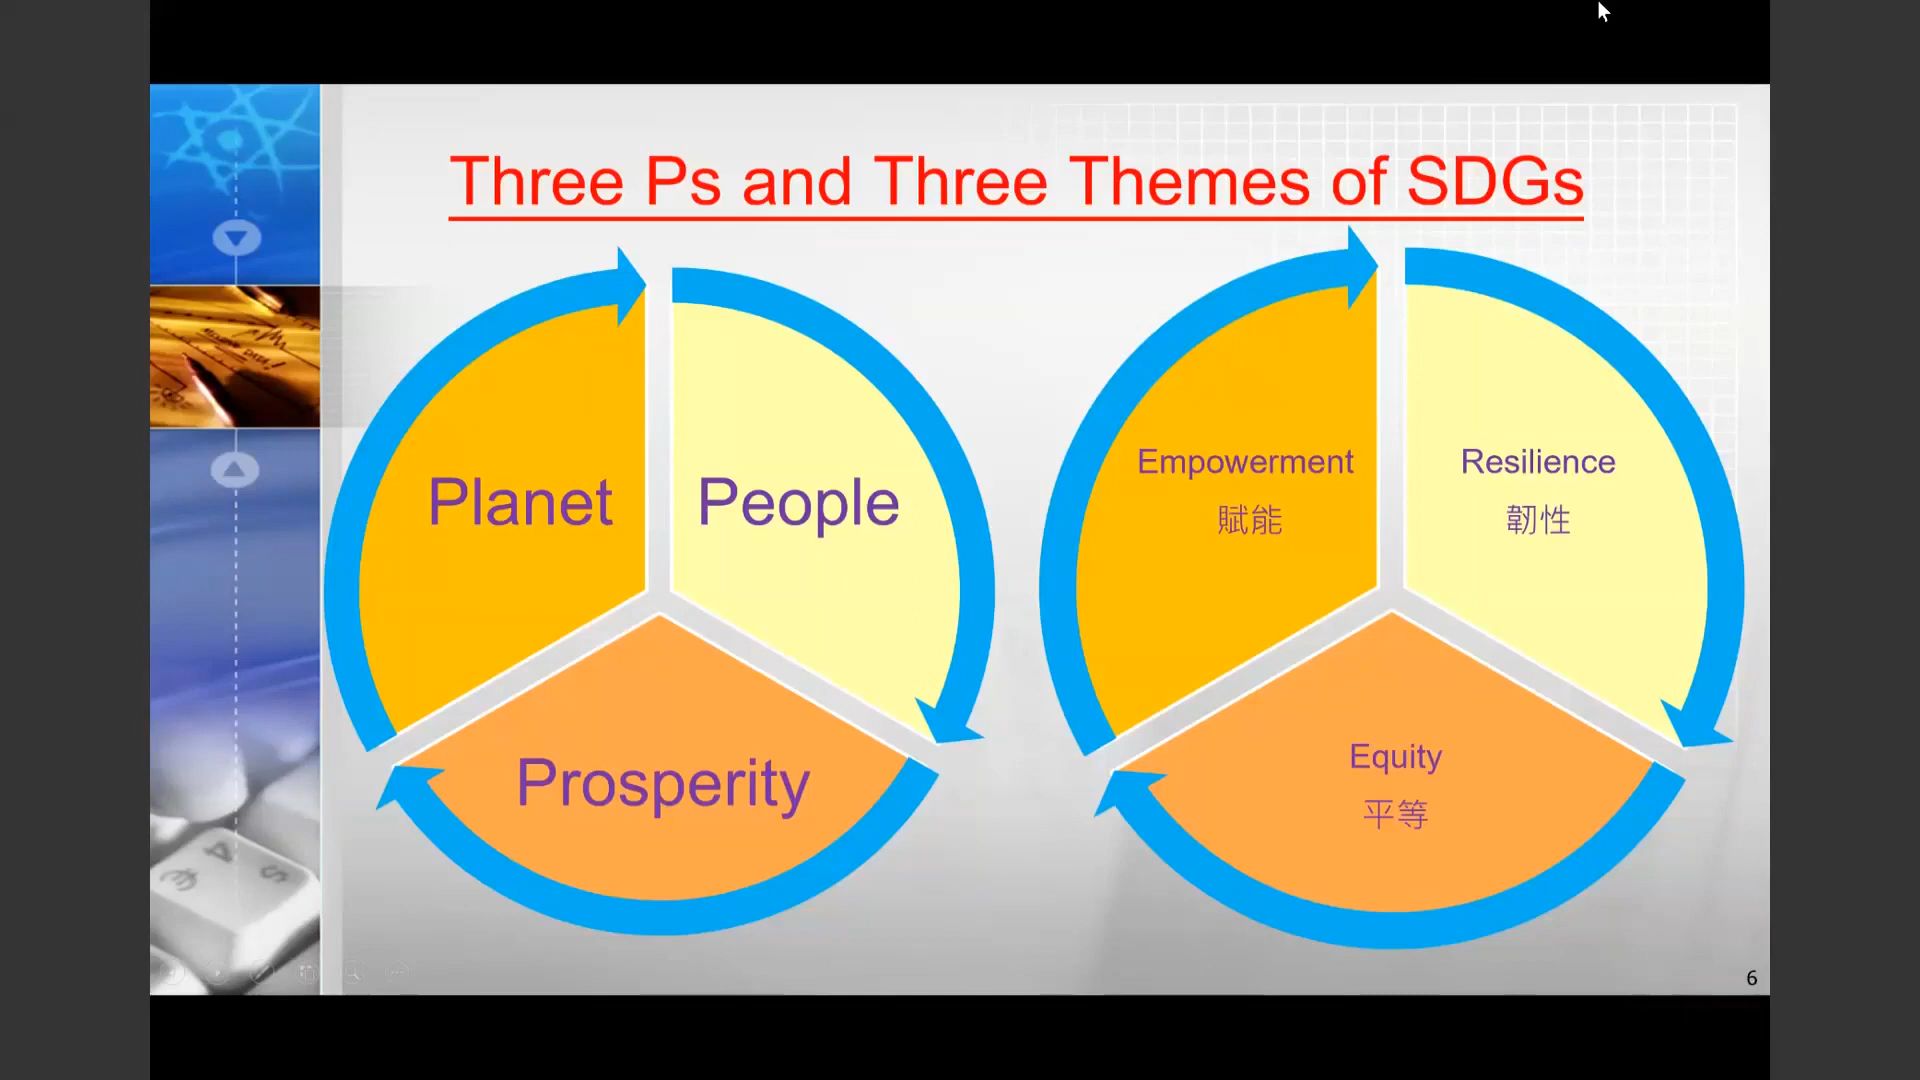 Three Ps and Three Themes of SDGs
Planet
People
Prosperity
Empowerment
賦能
Resilience
韌性
Equity
平等
6